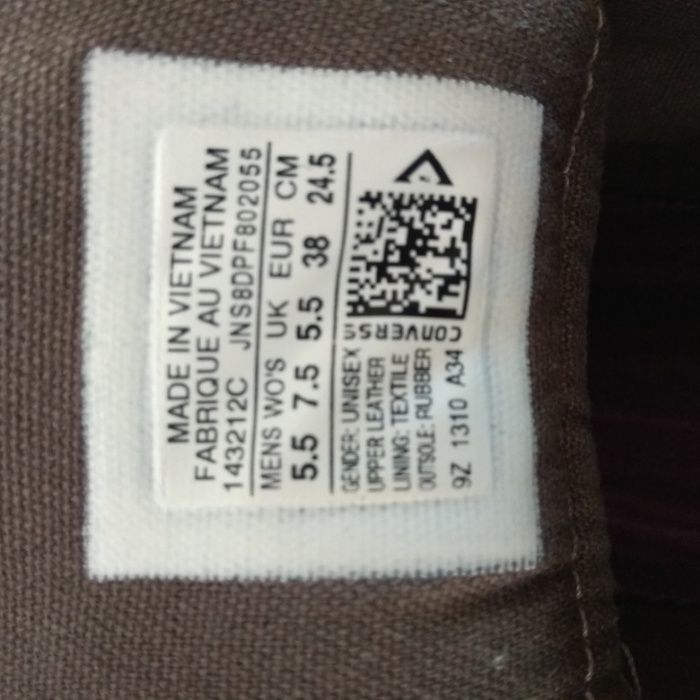 MADE IN VIETNAM
FABRIQUE AU VIETNAM
143212C JNS8DPF802055
MENS WO'S UK EUR CM
5.5 7.5 5.5 38 24.5
GENDER: UNISEX
UPPER LEATHER
LINING: TEXTILE
OUTSOLE: RUBBER
9Z 1310 A34
CONVERSE